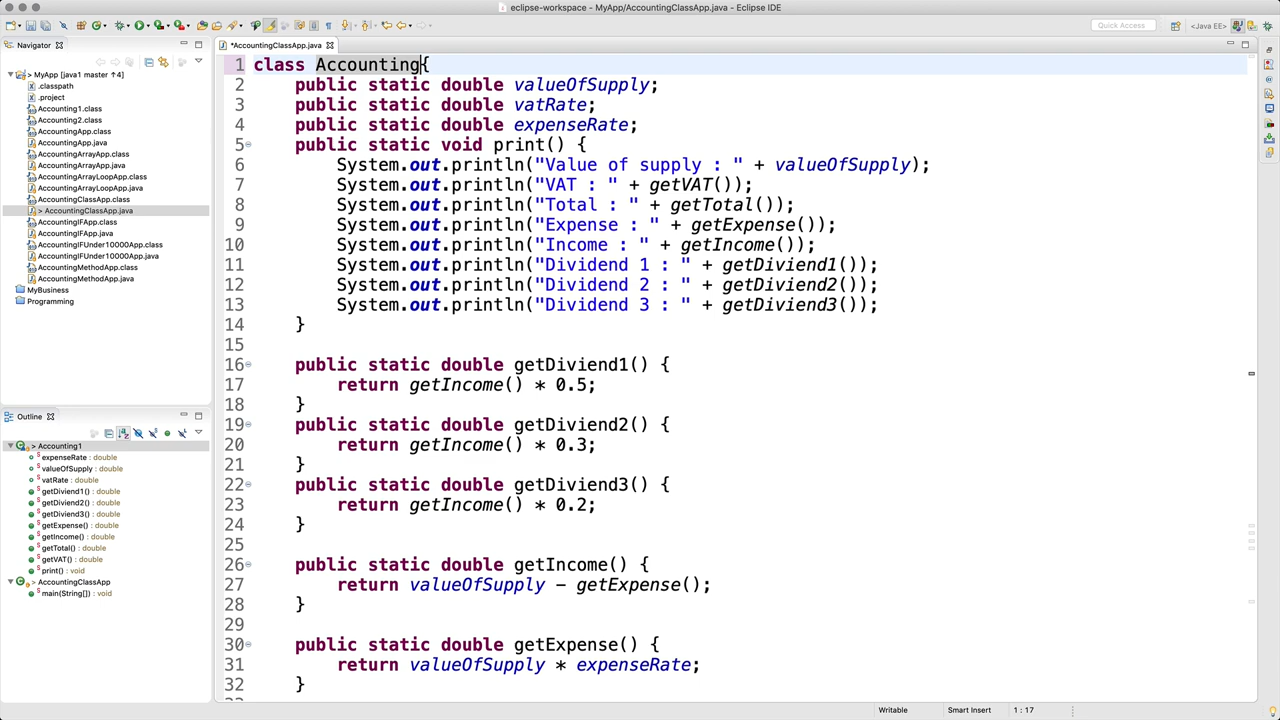 eclipse-workspace - MyApp/AccountingClassApp.java - Eclipse IDE
Quick Access
<Java EE>
Navigator
MyApp [java1 master ↑4]
.classpath
.project
Accounting1.class
Accounting2.class
AccountingApp.class
AccountingApp.java
AccountingArrayApp.class
AccountingArrayApp.java
AccountingArrayLoopApp.class
AccountingArrayLoopApp.java
AccountingClassApp.class
> AccountingClassApp.java
AccountingIFApp.class
AccountingIFApp.java
AccountingIFUnder10000App.class
AccountingIFUnder10000App.java
AccountingMethodApp.class
AccountingMethodApp.java
MyBusiness
Programming
Outline
> Accounting1
expenseRate : double
valueOfSupply : double
vatRate : double
getDiviend1() : double
getDiviend2() : double
getDiviend3() : double
getExpense() : double
getIncome() : double
getTotal() : double
getVAT() : double
print() : void
> AccountingClassApp
main(String[]) : void
*AccountingClassApp.java
1 class Accounting{
2 public static double valueOfSupply;
3 public static double vatRate;
4 public static double expenseRate;
5 public static void print() {
6 System.out.println("Value of supply : " + valueOfSupply);
7 System.out.println("VAT : " + getVAT());
8 System.out.println("Total : " + getTotal());
9 System.out.println("Expense : " + getExpense());
10 System.out.println("Income : " + getIncome());
11 System.out.println("Dividend 1 : " + getDiviend1());
12 System.out.println("Dividend 2 : " + getDiviend2());
13 System.out.println("Dividend 3 : " + getDiviend3());
14 }
15
16 public static double getDiviend1() {
17 return getIncome() * 0.5;
18 }
19 public static double getDiviend2() {
20 return getIncome() * 0.3;
21 }
22 public static double getDiviend3() {
23 return getIncome() * 0.2;
24 }
25
26 public static double getIncome() {
27 return valueOfSupply - getExpense();
28 }
29
30 public static double getExpense() {
31 return valueOfSupply * expenseRate;
32 }
Writable
Smart Insert
1 : 17